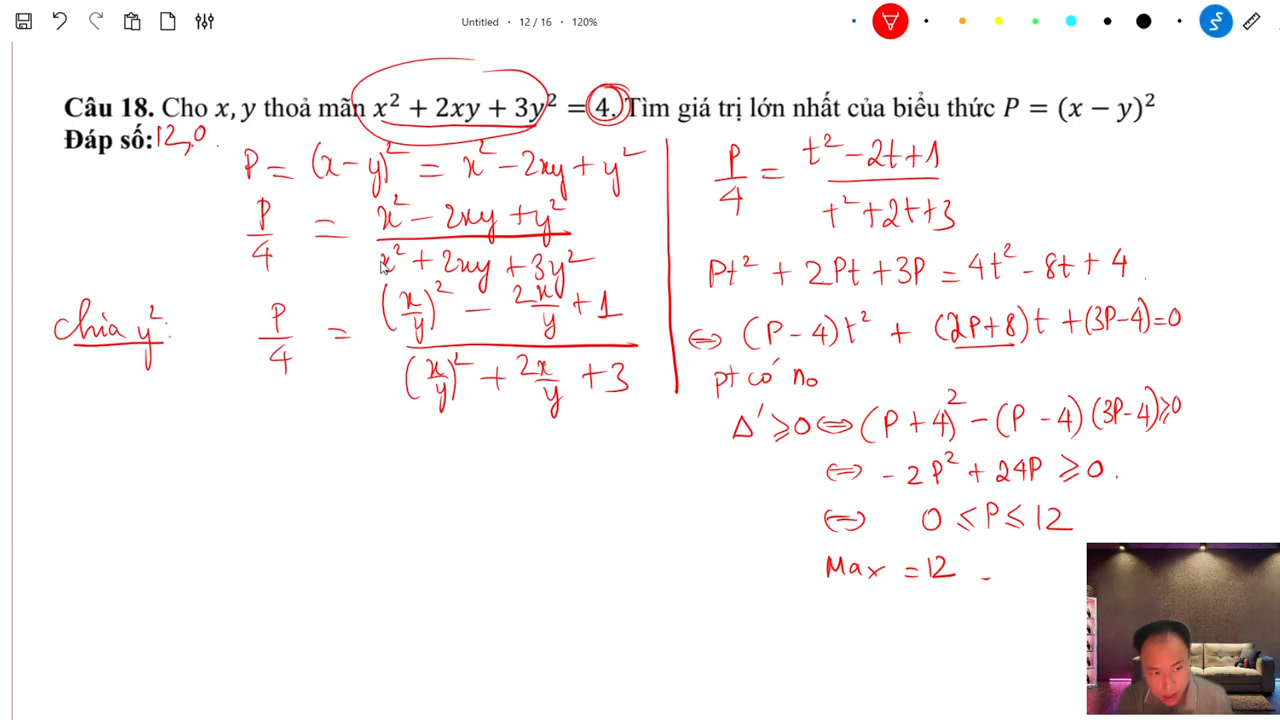 Untitled • 12 / 16 • 120%
Câu 18. Cho x, y thoả mãn x² + 2xy + 3y² = 4. Tìm giá trị lớn nhất của biểu thức P = (x − y)²
Đáp số: 12,0.
P = (x − y)² = x² − 2xy + y²
P/4 = (x² − 2xy + y²)/(x² + 2xy + 3y²)
chia y²: P/4 = ((x/y)² − 2x/y + 1)/((x/y)² + 2x/y + 3)
P/4 = (t² − 2t + 1)/(t² + 2t + 3)
Pt² + 2Pt + 3P = 4t² − 8t + 4.
⇔ (P − 4)t² + (2P + 8)t + (3P − 4) = 0
pt có no
Δ' ≥ 0 ⇔ (P + 4)² − (P − 4)(3P − 4) ≥ 0
⇔ −2P² + 24P ≥ 0.
⇔ 0 ≤ P ≤ 12
Max = 12